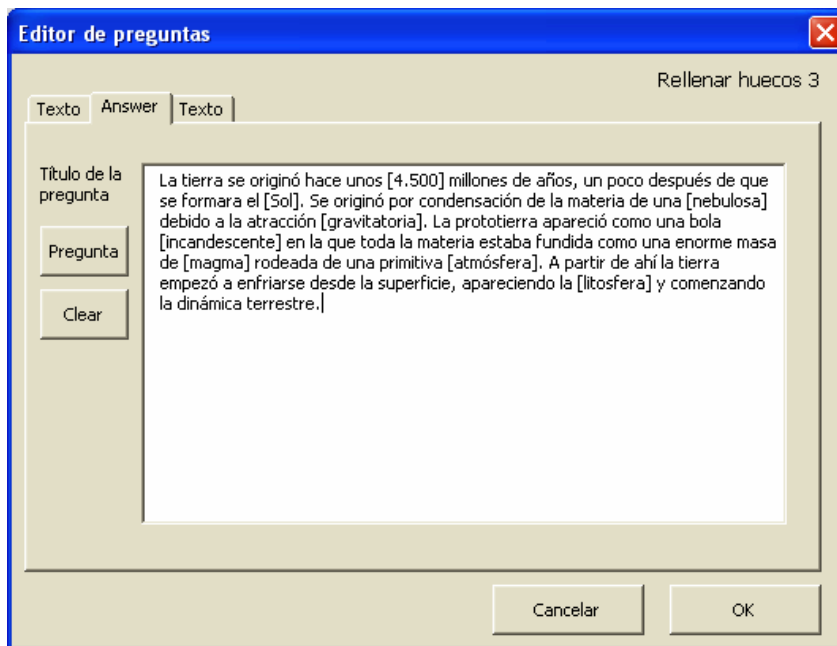 Editor de preguntas
Rellenar huecos 3
Texto
Answer
Texto
Título de la
pregunta
Pregunta
Clear
La tierra se originó hace unos [4.500] millones de años, un poco después de que
se formara el [Sol]. Se originó por condensación de la materia de una [nebulosa]
debido a la atracción [gravitatoria]. La prototierra apareció como una bola
[incandescente] en la que toda la materia estaba fundida como una enorme masa
de [magma] rodeada de una primitiva [atmósfera]. A partir de ahí la tierra
empezó a enfriarse desde la superficie, apareciendo la [litosfera] y comenzando
la dinámica terrestre.
Cancelar
OK